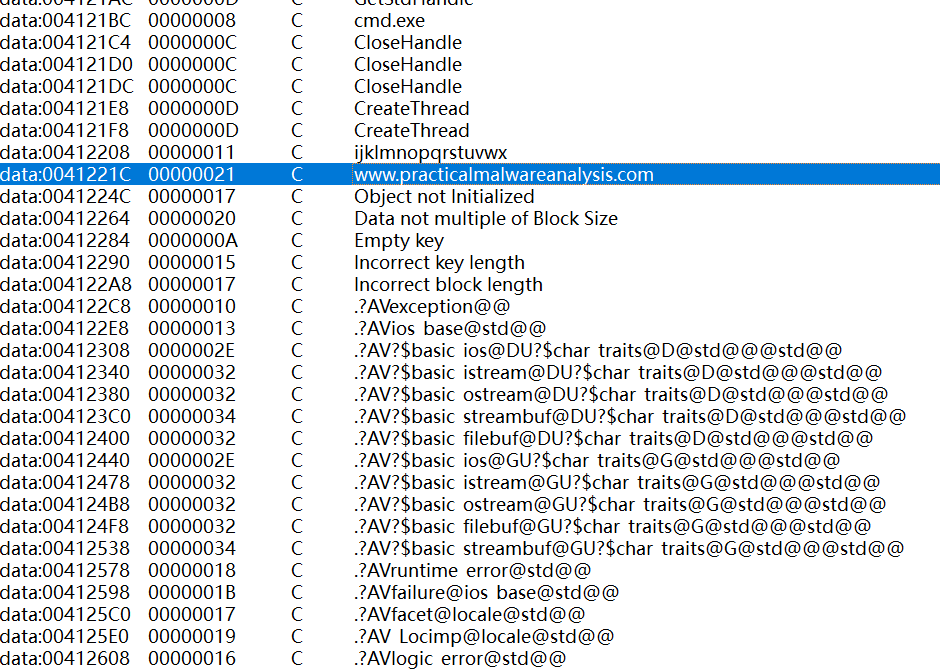 data:004121AC 0000000D C GetStdHandle
data:004121BC 00000008 C cmd.exe
data:004121C4 0000000C C CloseHandle
data:004121D0 0000000C C CloseHandle
data:004121DC 0000000C C CloseHandle
data:004121E8 0000000D C CreateThread
data:004121F8 0000000D C CreateThread
data:00412208 00000011 C ijklmnopqrstuvwx
data:0041221C 00000021 C www.practicalmalwareanalysis.com
data:0041224C 00000017 C Object not Initialized
data:00412264 00000020 C Data not multiple of Block Size
data:00412284 0000000A C Empty key
data:00412290 00000015 C Incorrect key length
data:004122A8 00000017 C Incorrect block length
data:004122C8 00000010 C .?AVexception@@
data:004122E8 00000013 C .?AVios base@std@@
data:00412308 0000002E C .?AV?$basic ios@DU?$char traits@D@std@@@std@@
data:00412340 00000032 C .?AV?$basic istream@DU?$char traits@D@std@@@std@@
data:00412380 00000032 C .?AV?$basic ostream@DU?$char traits@D@std@@@std@@
data:004123C0 00000034 C .?AV?$basic streambuf@DU?$char traits@D@std@@@std@@
data:00412400 00000032 C .?AV?$basic filebuf@DU?$char traits@D@std@@@std@@
data:00412440 0000002E C .?AV?$basic ios@GU?$char traits@G@std@@@std@@
data:00412478 00000032 C .?AV?$basic istream@GU?$char traits@G@std@@@std@@
data:004124B8 00000032 C .?AV?$basic ostream@GU?$char traits@G@std@@@std@@
data:004124F8 00000032 C .?AV?$basic filebuf@GU?$char traits@G@std@@@std@@
data:00412538 00000034 C .?AV?$basic streambuf@GU?$char traits@G@std@@@std@@
data:00412578 00000018 C .?AVruntime error@std@@
data:00412598 0000001B C .?AVfailure@ios base@std@@
data:004125C0 00000017 C .?AVfacet@locale@std@@
data:004125E0 00000019 C .?AV Locimp@locale@std@@
data:00412608 00000016 C .?AVlogic error@std@@